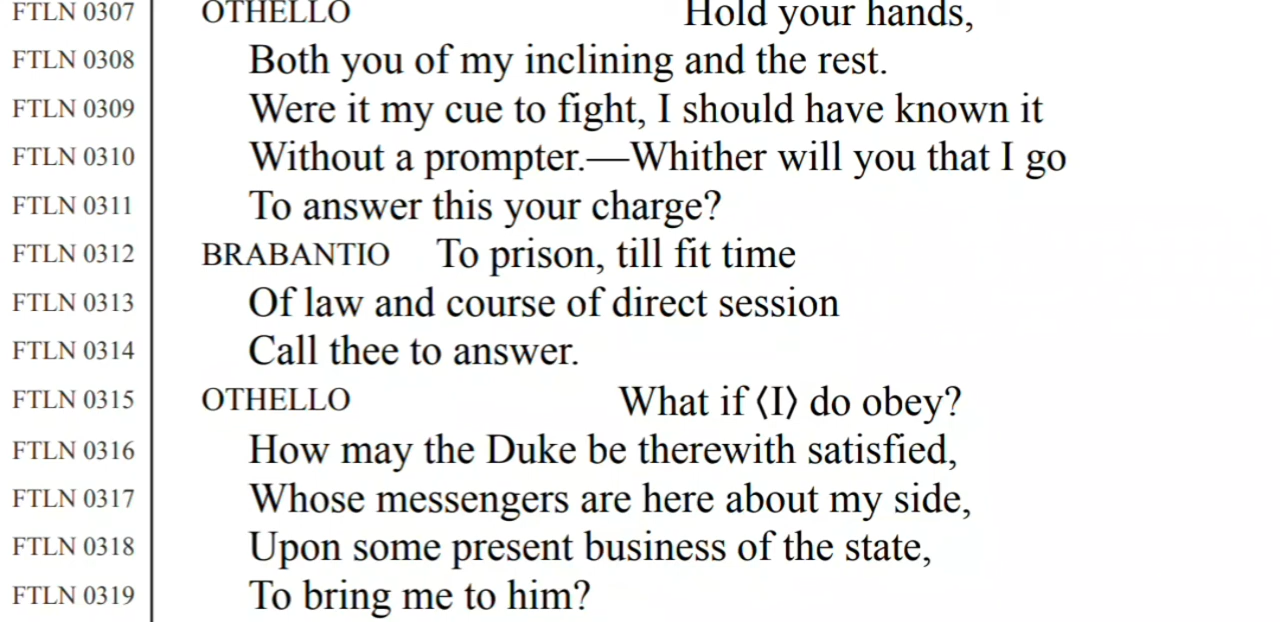 FTLN 0307 OTHELLO Hold your hands,
FTLN 0308 Both you of my inclining and the rest.
FTLN 0309 Were it my cue to fight, I should have known it
FTLN 0310 Without a prompter.—Whither will you that I go
FTLN 0311 To answer this your charge?
FTLN 0312 BRABANTIO To prison, till fit time
FTLN 0313 Of law and course of direct session
FTLN 0314 Call thee to answer.
FTLN 0315 OTHELLO What if ⟨I⟩ do obey?
FTLN 0316 How may the Duke be therewith satisfied,
FTLN 0317 Whose messengers are here about my side,
FTLN 0318 Upon some present business of the state,
FTLN 0319 To bring me to him?